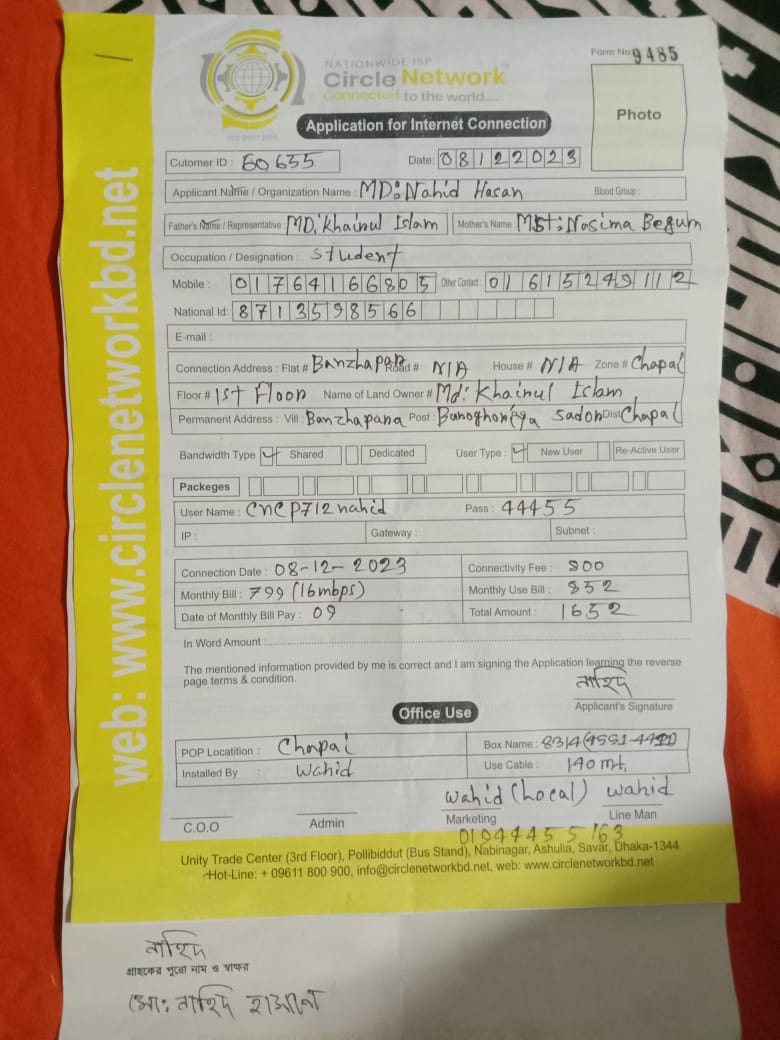 NATIONWIDE ISP
Circle Network
Connected to the world....
ISO 9001:2015
Form No 9485
Photo
Application for Internet Connection
Cutomer ID : 60635 Date: 08122023
Applicant Name / Organization Name : MD: Nahid Hasan Blood Group :
Father's Name / Representative : MD: Khainul Islam Mother's Name : MST: Nasima Begum
Occupation / Designation : Student
Mobile : 01764166805 Other Contact : 01615249112
National Id: 8713598566
E-mail :
Connection Address : Flat # Banzhapara Road # N/A House # N/A Zone # Chapai
Floor # 1st Floor Name of Land Owner # Md: Khainul Islam
Permanent Address : Vill : Banzhapara Post : Sadon Dist Chapai
Bandwidth Type ✓ Shared Dedicated User Type : ✓ New User Re-Active User
Packeges
User Name : CNCP712nahid Pass : 44455
IP : Gateway : Subnet :
Connection Date : 08-12-2023 Connectivity Fee : 800
Monthly Bill : 799 (16mbps) Monthly Use Bill : 852
Date of Monthly Bill Pay : 09 Total Amount : 1652
In Word Amount :
The mentioned information provided by me is correct and I am signing the Application learning the reverse
page terms & condition.
নাহিদ
Applicant's Signature
Office Use
POP Locatition : Chapai Box Name :
Installed By : Wahid Use Cable : 140 mt.
Wahid (Local) Wahid
C.O.O Admin Marketing Line Man
01944455163
Unity Trade Center (3rd Floor), Pollibiddut (Bus Stand), Nabinagar, Ashulia, Savar, Dhaka-1344
Hot-Line: + 09611 800 900, info@circlenetworkbd.net, web: www.circlenetworkbd.net
web: www.circlenetworkbd.net
নাহিদ
গ্রাহকের পুরো নাম ও স্বাক্ষর
মো: নাহিদ হাসান